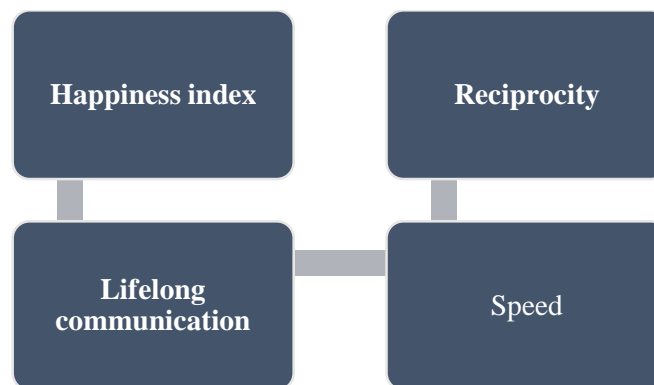 Happiness index
Reciprocity
Lifelong
communication
Speed